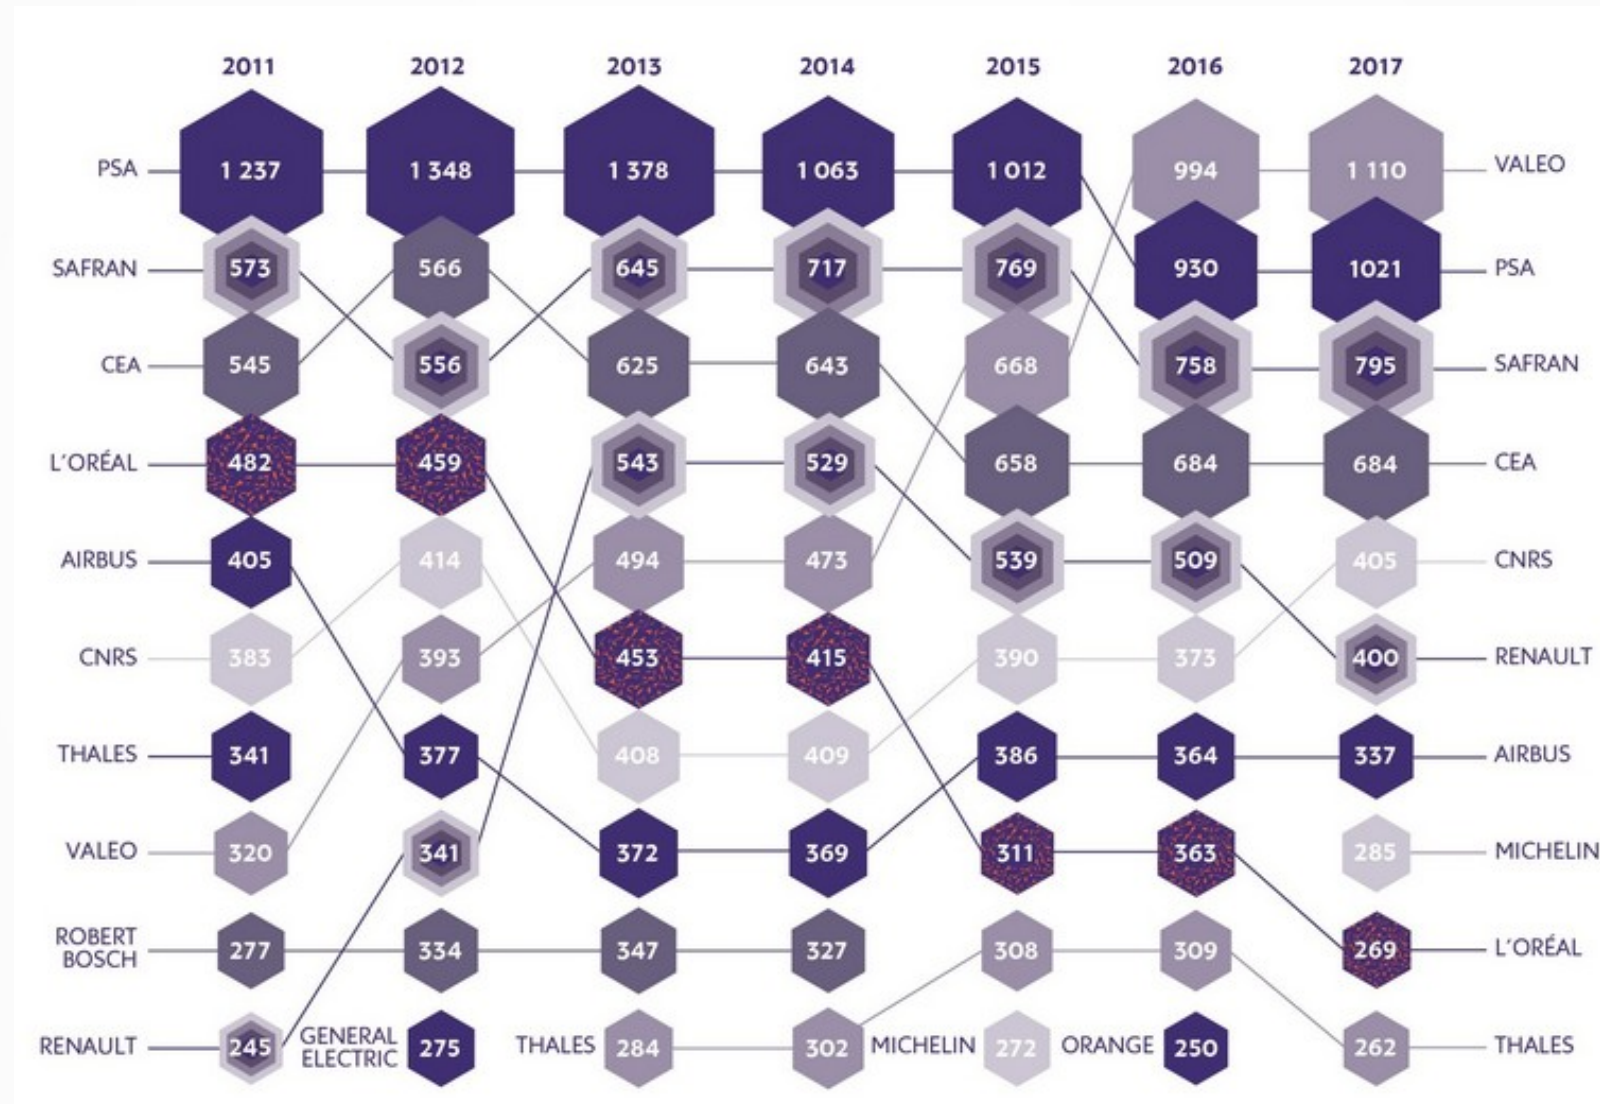 2011 2012 2013 2014 2015 2016 2017
PSA 1 237 1 348 1 378 1 063 1 012 994 1 110 VALEO
SAFRAN 573 566 645 717 769 930 1021 PSA
CEA 545 556 625 643 668 758 795 SAFRAN
L'ORÉAL 482 459 543 529 658 684 684 CEA
AIRBUS 405 414 494 473 539 509 405 CNRS
CNRS 383 393 453 415 390 373 400 RENAULT
THALES 341 377 408 409 386 364 337 AIRBUS
VALEO 320 341 372 369 311 363 285 MICHELIN
ROBERT
BOSCH 277 334 347 327 308 309 269 L'ORÉAL
RENAULT 245 GENERAL
ELECTRIC 275 THALES 284 302 MICHELIN 272 ORANGE 250 262 THALES